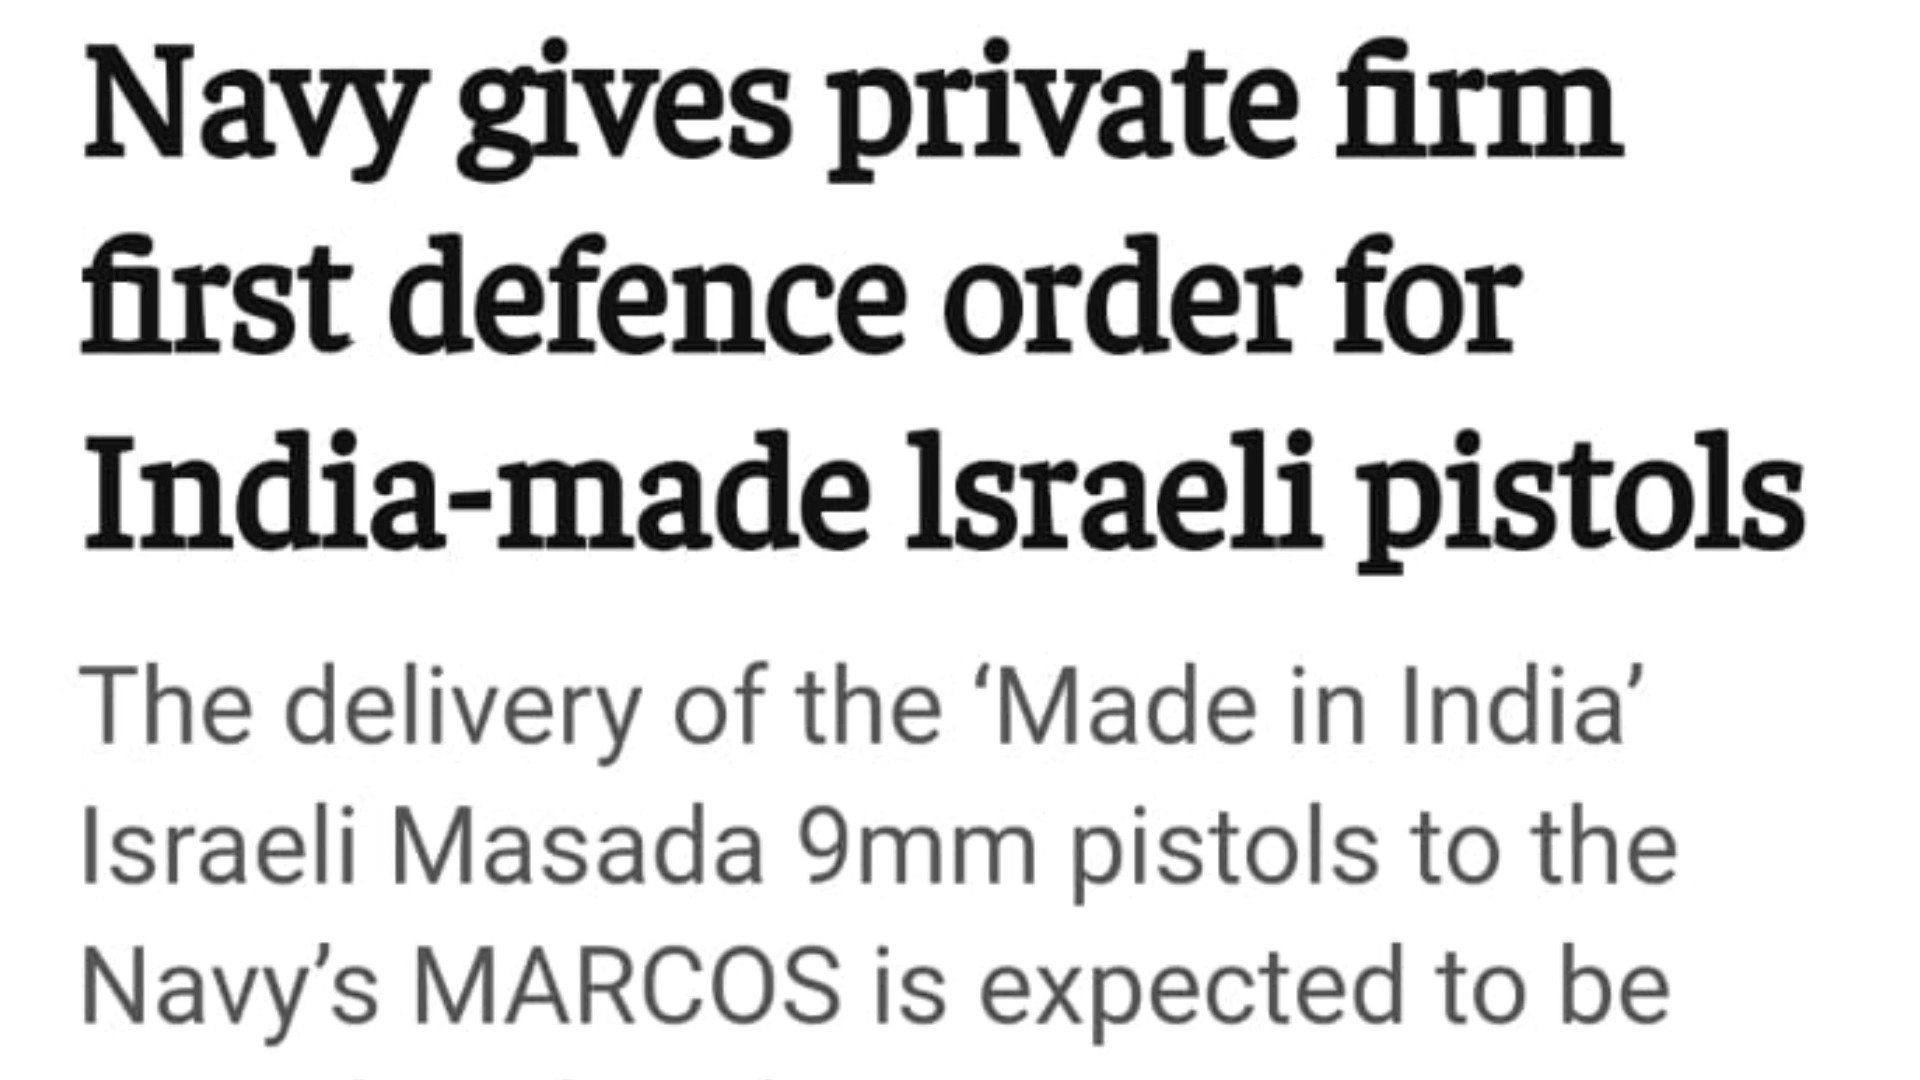 Navy gives private firm
first defence order for
India-made lsraeli pistols
The delivery of the ‘Made in India’
Israeli Masada 9mm pistols to the
Navy’s MARCOS is expected to be